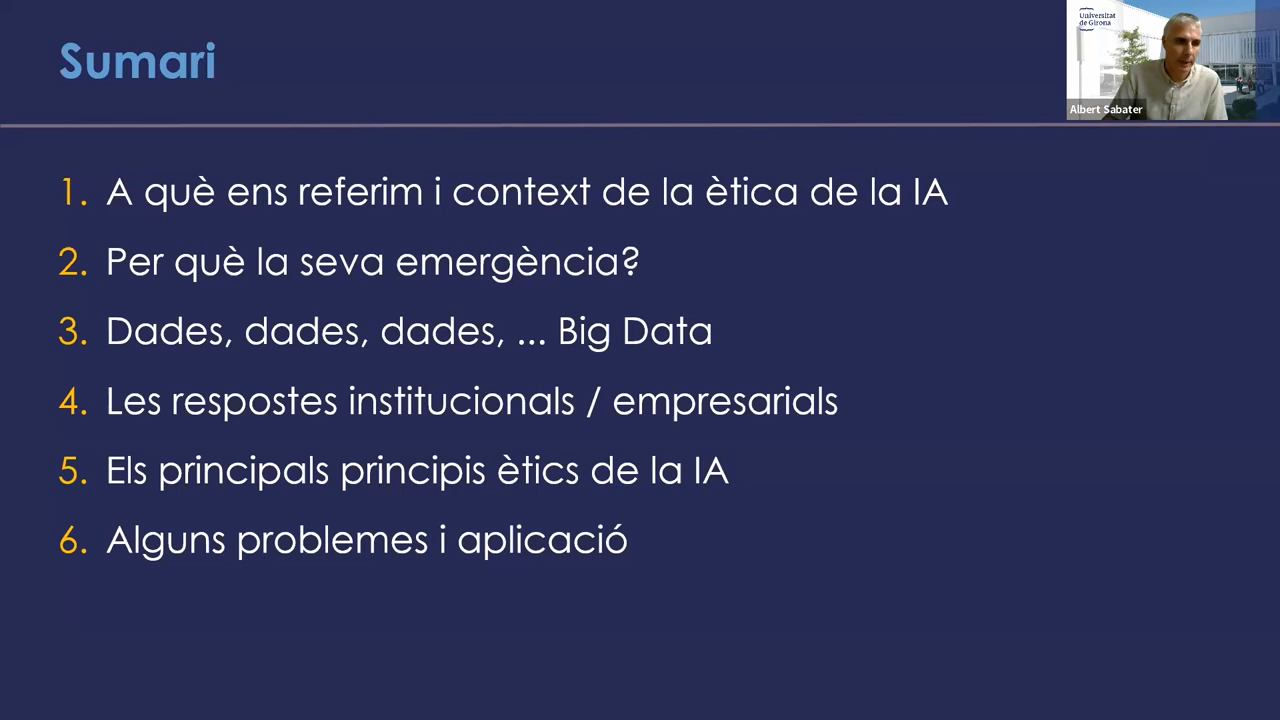 Sumari
Universitat
de Girona
Albert Sabater
1. A què ens referim i context de la ètica de la IA
2. Per què la seva emergència?
3. Dades, dades, dades, ... Big Data
4. Les respostes institucionals / empresarials
5. Els principals principis ètics de la IA
6. Alguns problemes i aplicació